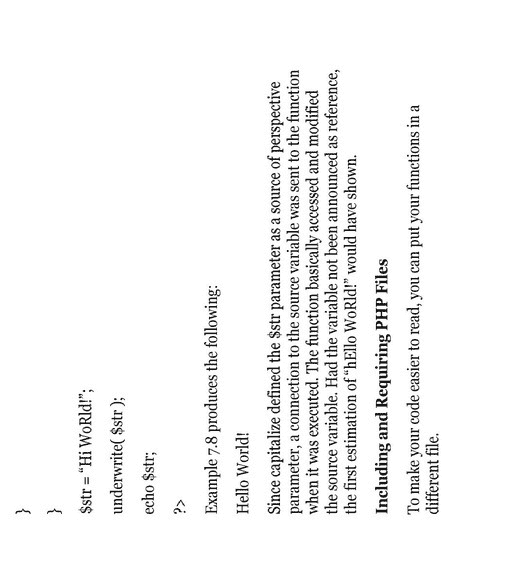 }
}
$str = “Hi WoRld!”;
underwrite( $str );
echo $str;
?>
Example 7.8 produces the following:
Hello World!
Since capitalize defined the $str parameter as a source of perspective
parameter, a connection to the source variable was sent to the function
when it was executed. The function basically accessed and modified
the source variable. Had the variable not been announced as reference,
the first estimation of “hEllo WoRld!” would have shown.
Including and Requiring PHP Files
To make your code easier to read, you can put your functions in a
different file.